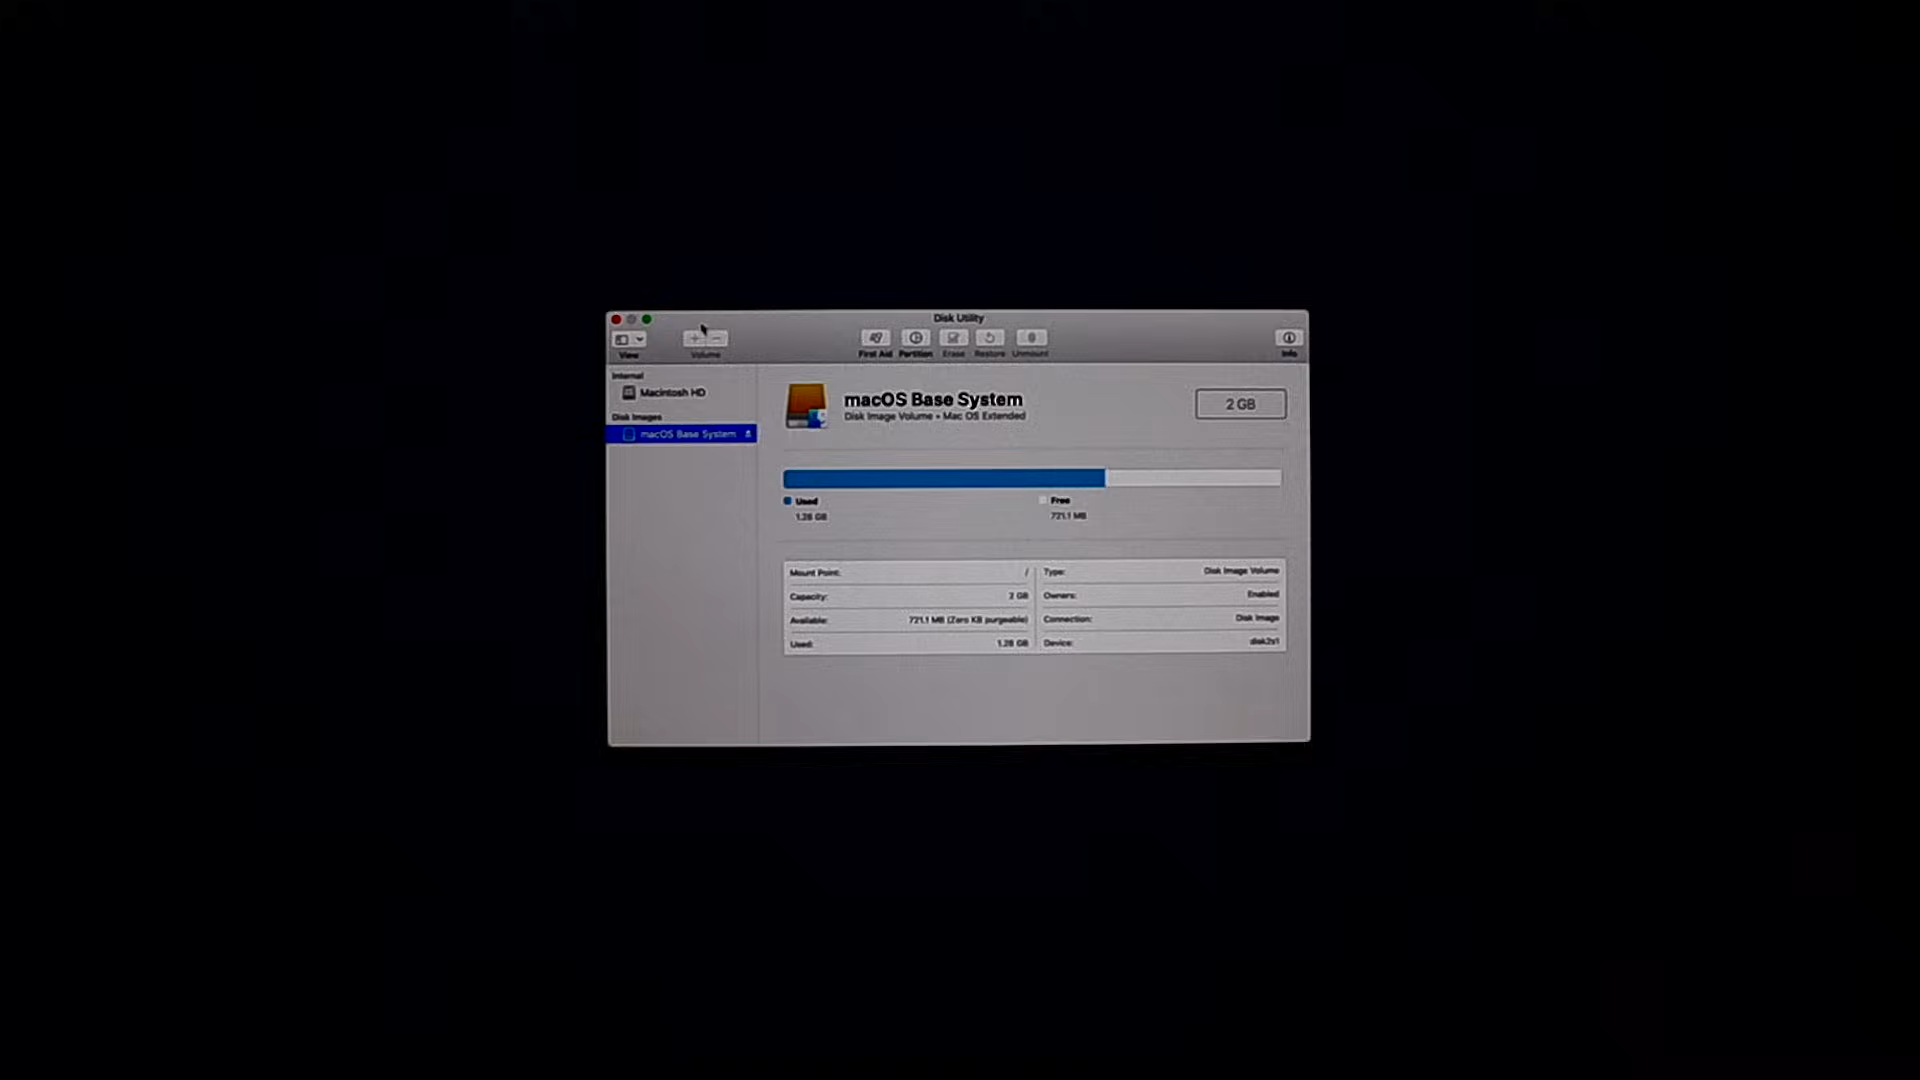 Disk Utility
View
Volume
First Aid
Partition
Erase
Restore
Unmount
Info
Internal
Macintosh HD
Disk Images
macOS Base System
macOS Base System
Disk Image Volume • Mac OS Extended
2 GB
Used
1.28 GB
Free
721.1 MB
Mount Point: /
Capacity: 2 GB
Available: 721.1 MB (Zero KB purgeable)
Used: 1.28 GB
Type: Disk Image Volume
Owners: Enabled
Connection: Disk Image
Device: disk2s1